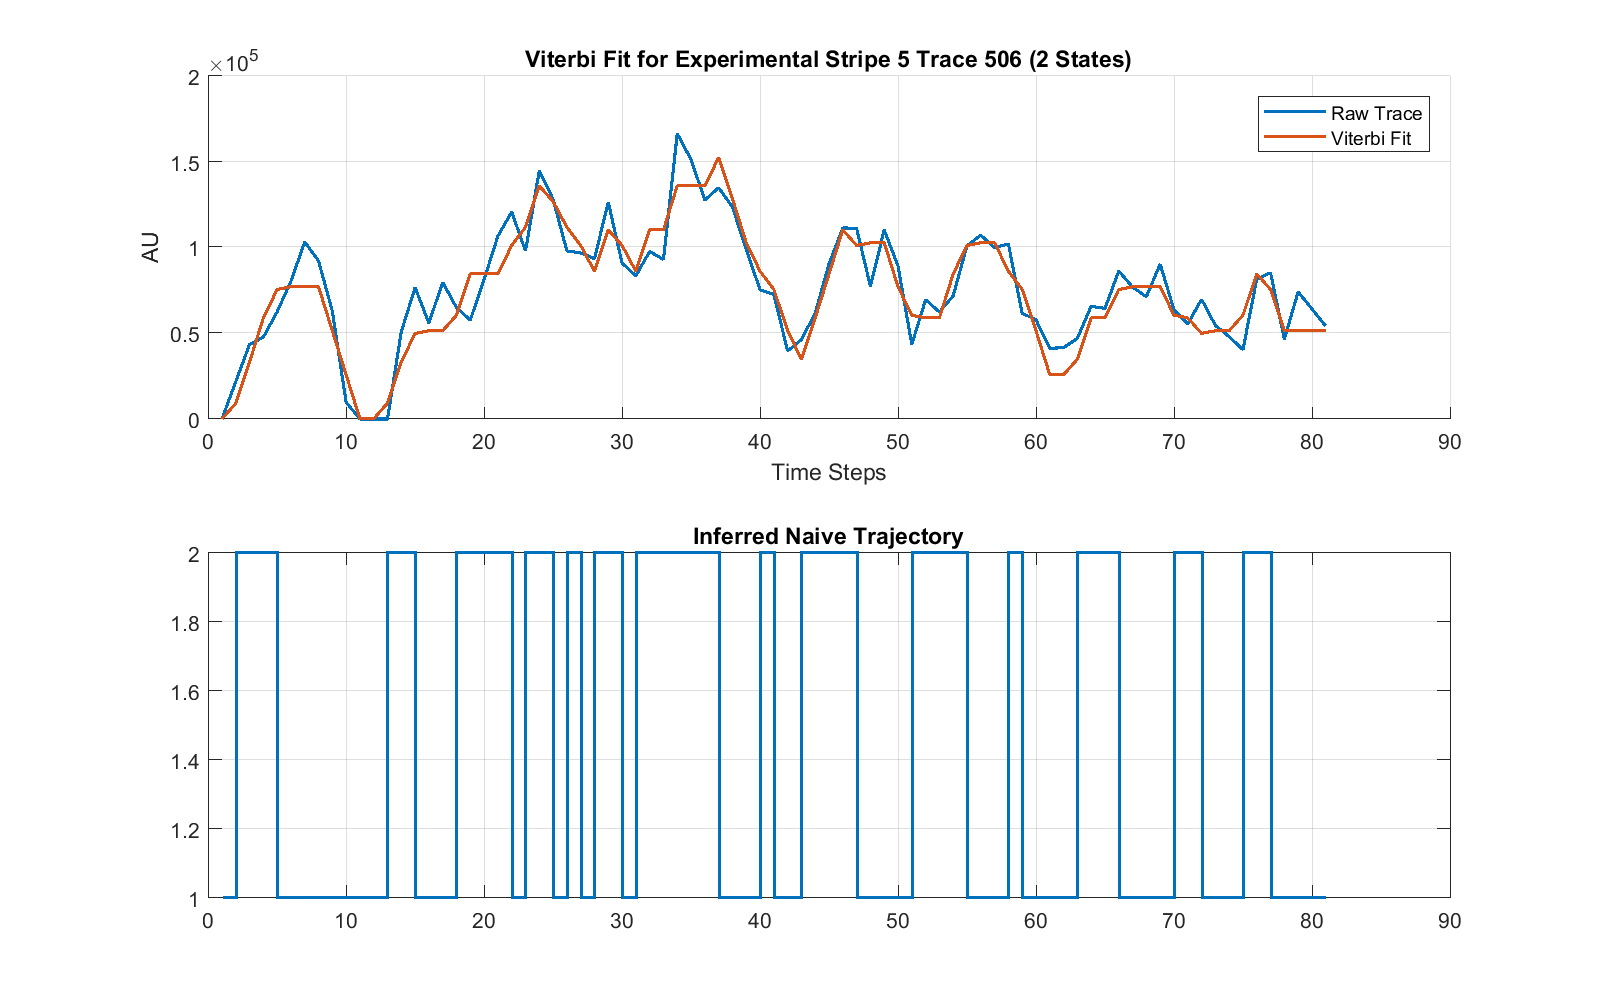 Viterbi Fit for Experimental Stripe 5 Trace 506 (2 States)
×10⁵
2
1.5
1
0.5
0
AU
Raw Trace
Viterbi Fit
0 10 20 30 40 50 60 70 80 90
Time Steps
Inferred Naive Trajectory
2
1.8
1.6
1.4
1.2
1
0 10 20 30 40 50 60 70 80 90